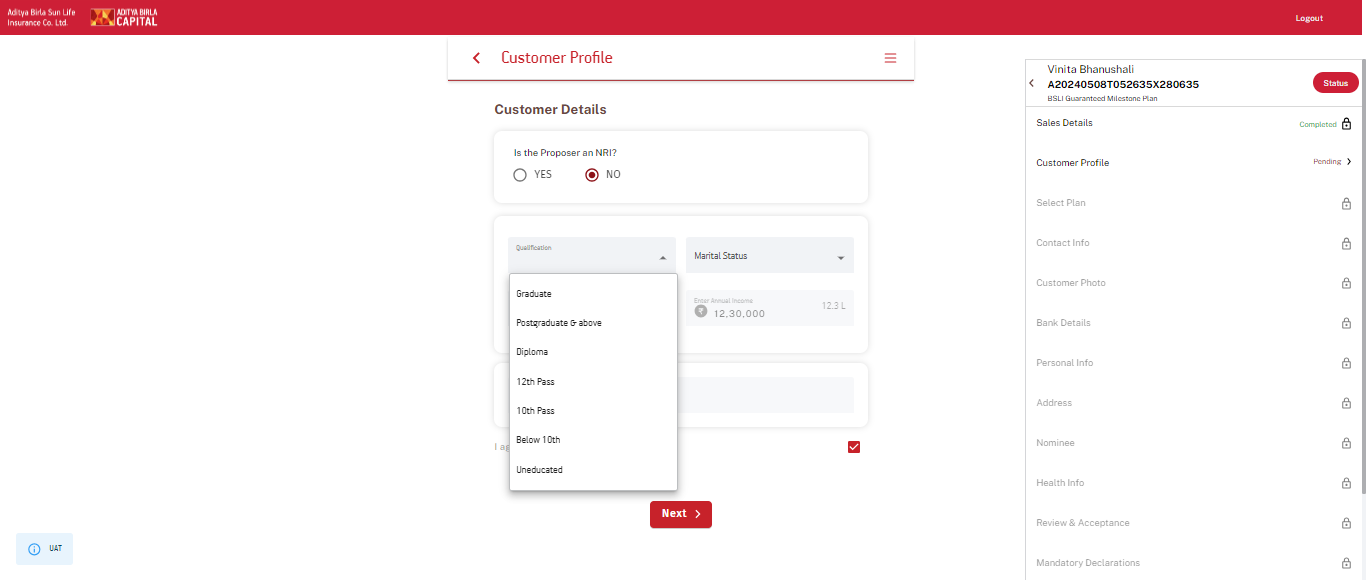 Aditya Birla Sun Life
Insurance Co. Ltd.
ADITYA BIRLA
CAPITAL
Logout
Customer Profile
Customer Details
Is the Proposer an NRI?
YES
NO
Qualification
Marital Status
Graduate
Postgraduate & above
Diploma
12th Pass
10th Pass
Below 10th
Uneducated
Enter Annual Income
₹ 12,30,000
12.3 L
I ag
Next
UAT
Vinita Bhanushali
A20240508T052635X280635
BSLI Guaranteed Milestone Plan
Status
Sales Details
Completed
Customer Profile
Pending
Select Plan
Contact Info
Customer Photo
Bank Details
Personal Info
Address
Nominee
Health Info
Review & Acceptance
Mandatory Declarations